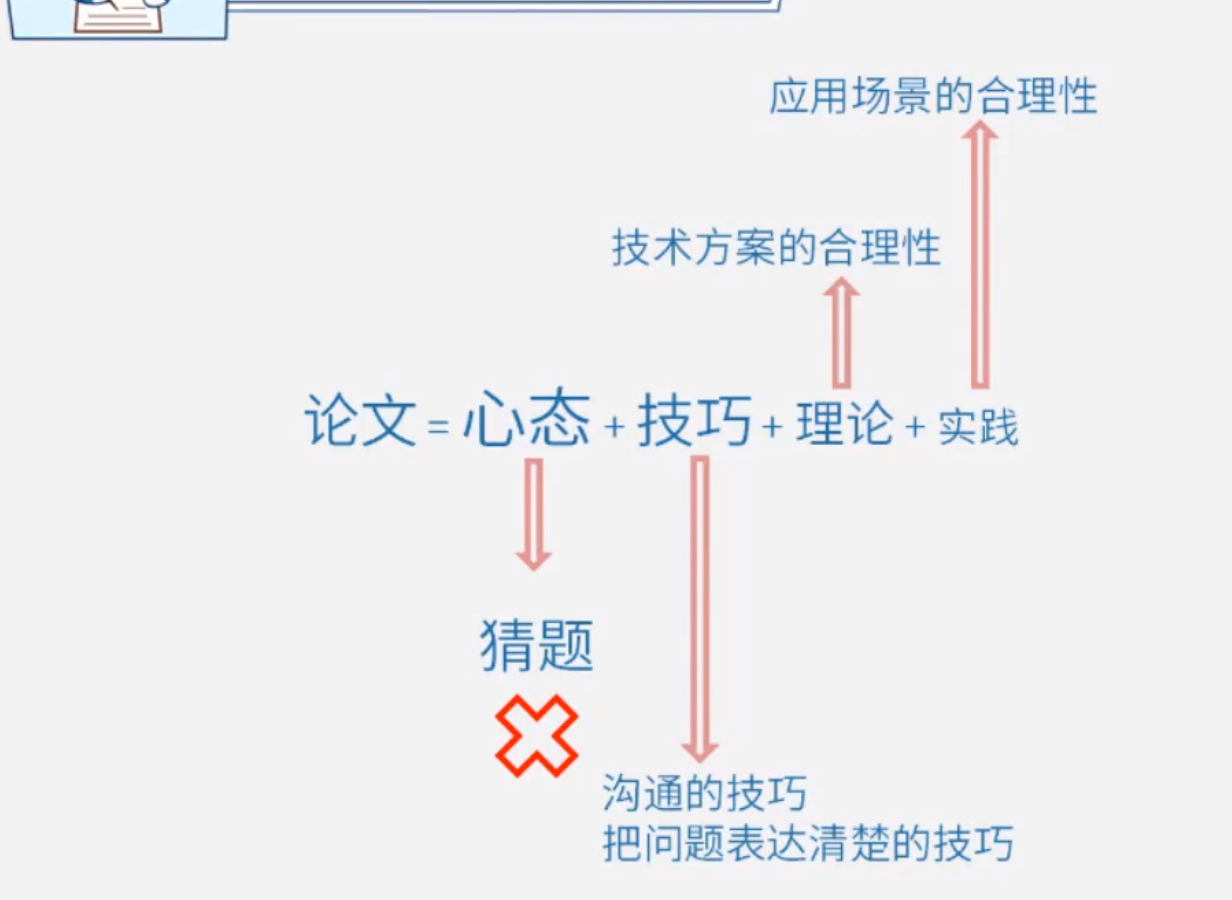 应用场景的合理性
技术方案的合理性
论文 = 心态 + 技巧 + 理论 + 实践
猜题
沟通的技巧
把问题表达清楚的技巧